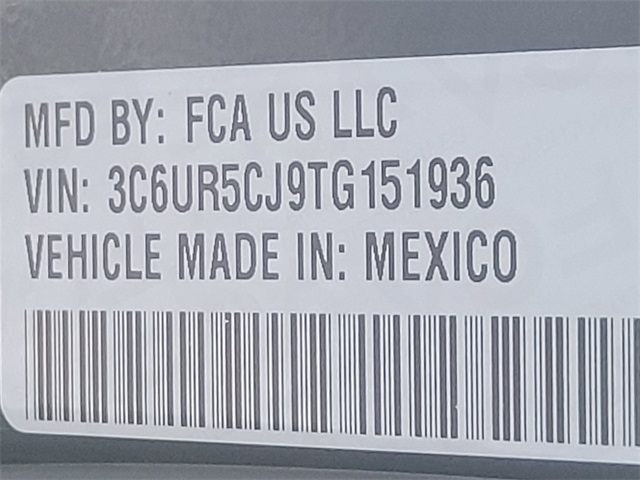 MFD BY: FCA US LLC
VIN: 3C6UR5CJ9TG151936
VEHICLE MADE IN: MEXICO